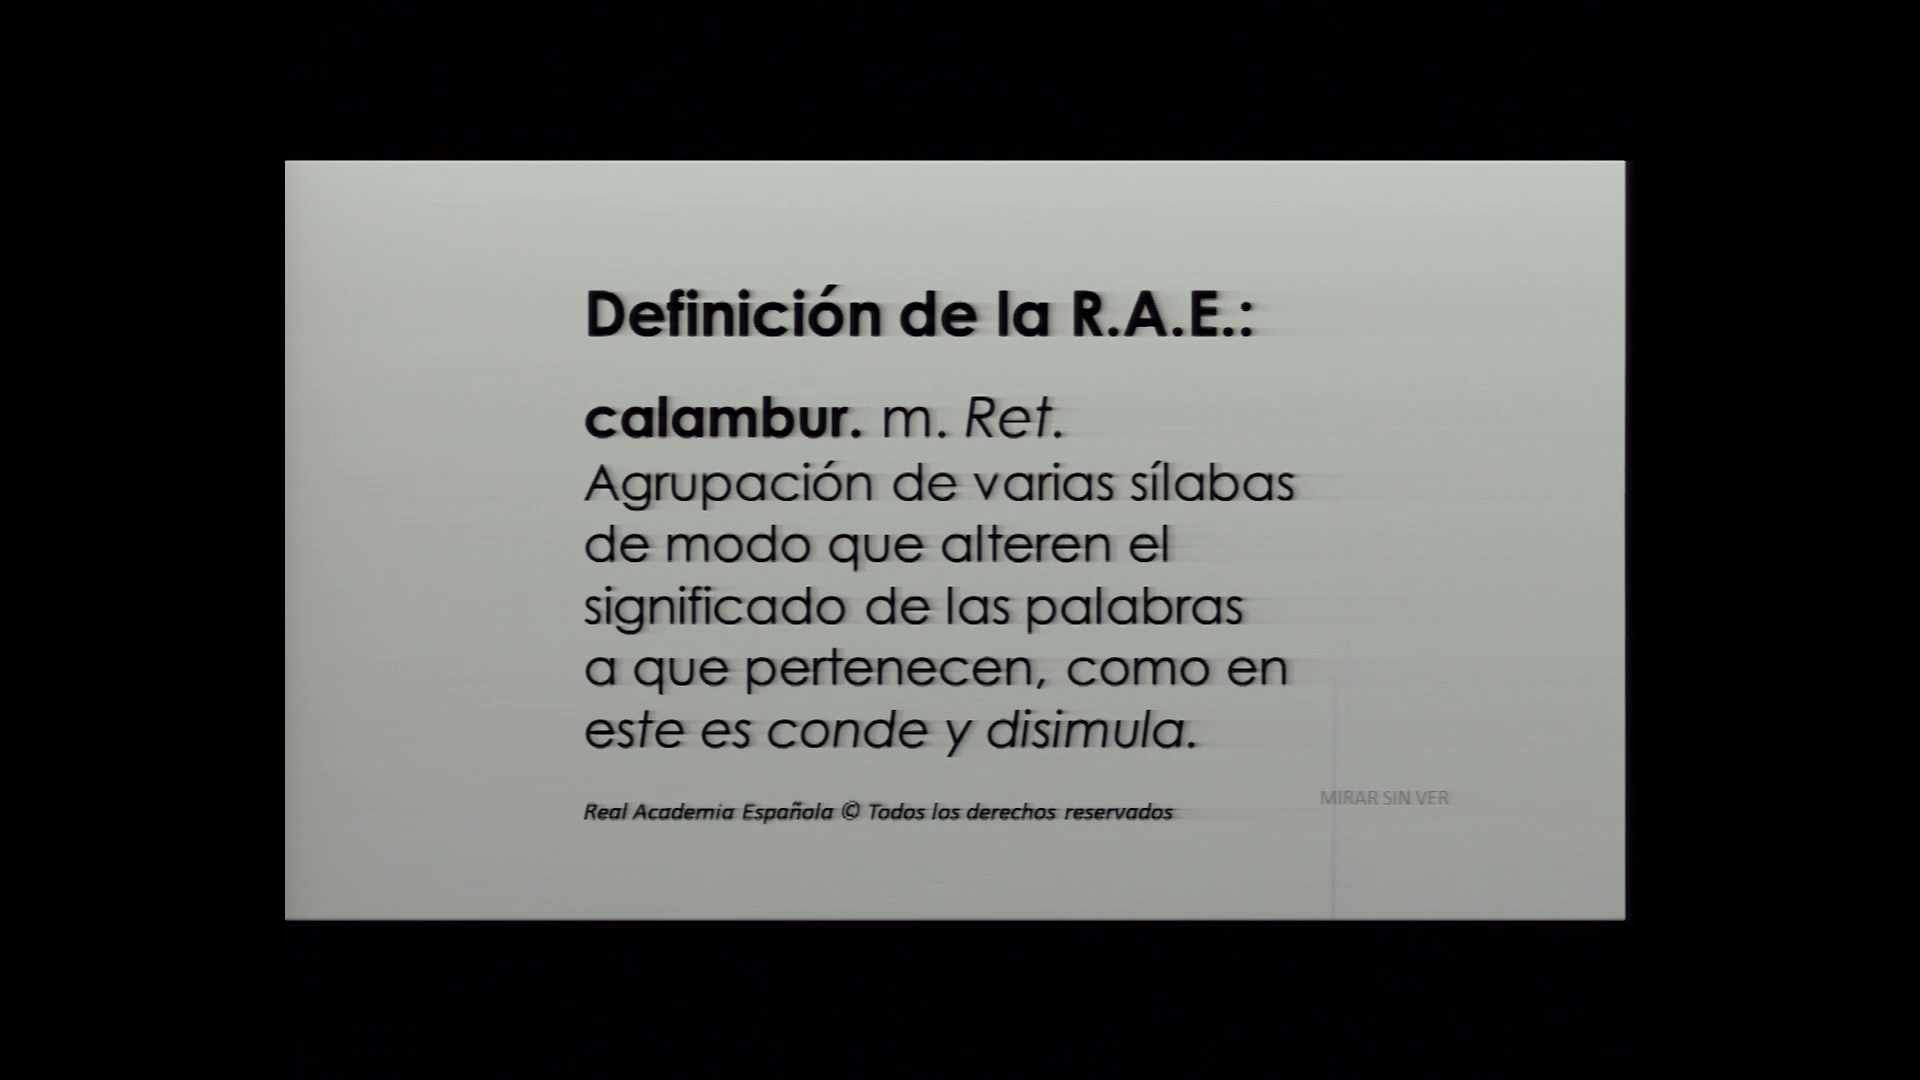 Definición de la R.A.E.:
calambur. m. Ret.
Agrupación de varias sílabas
de modo que alteren el
significado de las palabras
a que pertenecen, como en
este es conde y disimula.
Real Academia Española © Todos los derechos reservados
MIRAR SIN VER